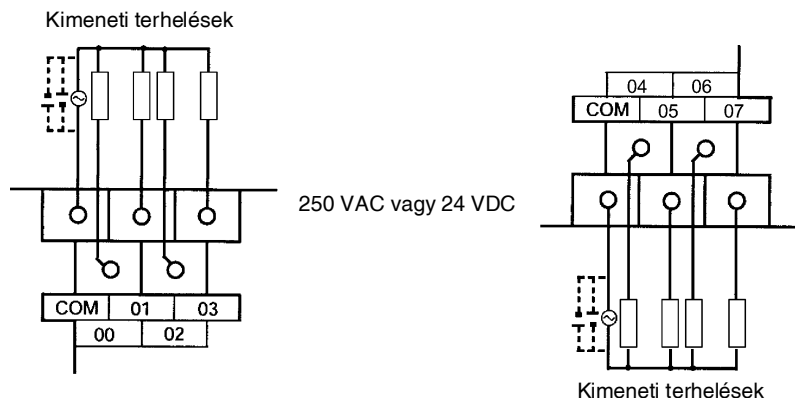 Kimeneti terhelések
COM 01 03
00 02
250 VAC vagy 24 VDC
04 06
COM 05 07
Kimeneti terhelések